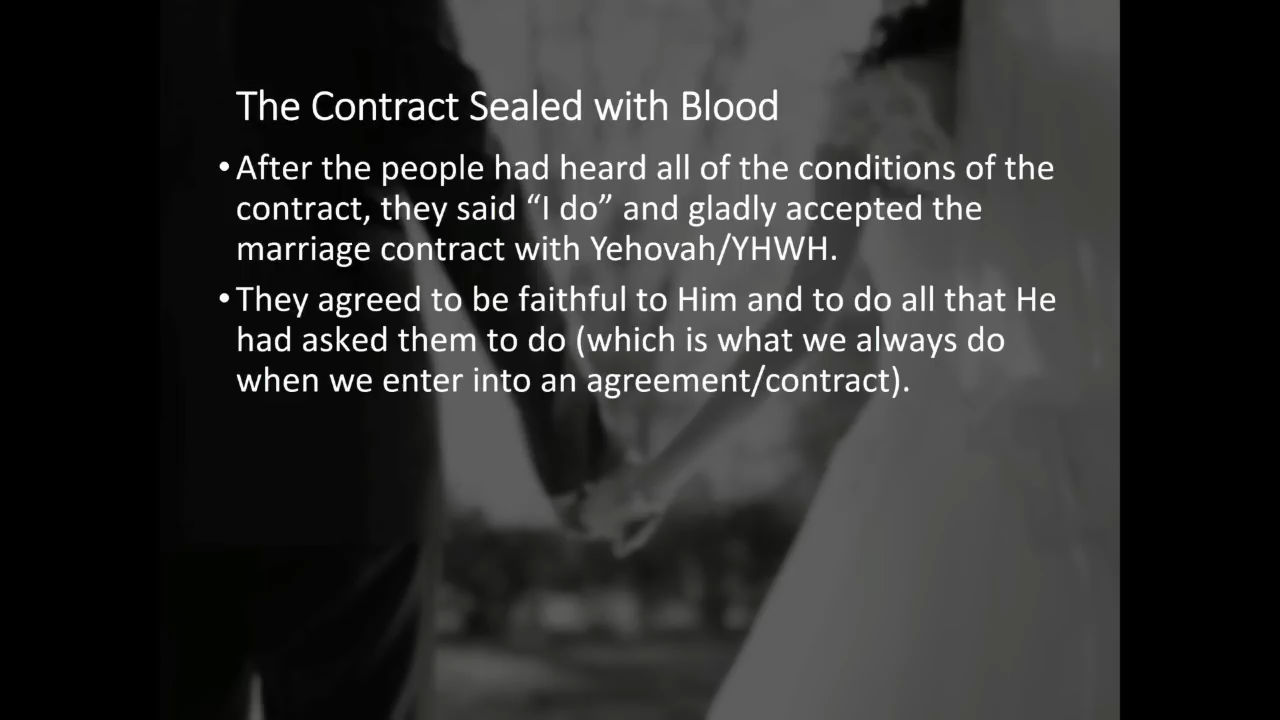 The Contract Sealed with Blood
•After the people had heard all of the conditions of the
contract, they said “I do” and gladly accepted the
marriage contract with Yehovah/YHWH.
•They agreed to be faithful to Him and to do all that He
had asked them to do (which is what we always do
when we enter into an agreement/contract).